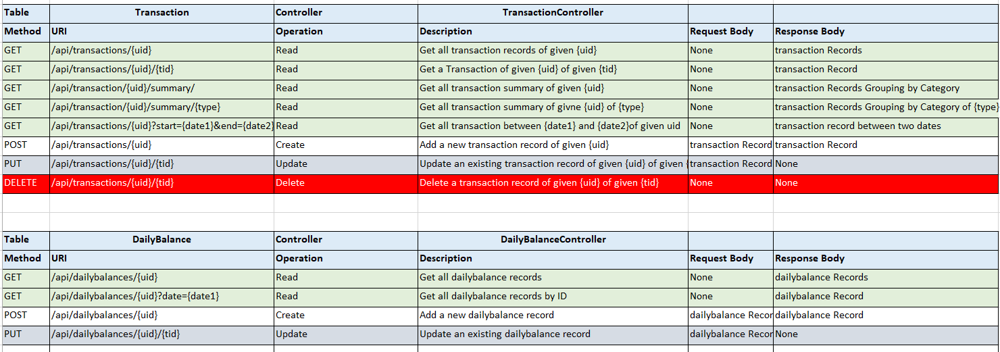 Table Transaction Controller TransactionController
Method URI Operation Description Request Body Response Body
GET /api/transactions/{uid} Read Get all transaction records of given {uid} None transaction Records
GET /api/transactions/{uid}/{tid} Read Get a Transaction of given {uid} of given {tid} None transaction Record
GET /api/transaction/{uid}/summary/ Read Get all transaction summary of given {uid} None transaction Records Grouping by Category
GET /api/transaction/{uid}/summary/{type} Read Get all transaction summary of givne {uid} of {type} None transaction Records Grouping by Category of {type}
GET /api/transactions/{uid}?start={date1}&end={date2} Read Get all transaction between {date1} and {date2}of given uid None transaction record between two dates
POST /api/transactions/{uid} Create Add a new transaction record of given {uid} transaction Record transaction Record
PUT /api/transactions/{uid}/{tid} Update Update an existing transaction record of given {uid} of given { transaction Record None
DELETE /api/transactions/{uid}/{tid} Delete Delete a transaction record of given {uid} of given {tid} None None
Table DailyBalance Controller DailyBalanceController
Method URI Operation Description Request Body Response Body
GET /api/dailybalances/{uid} Read Get all dailybalance records None dailybalance Records
GET /api/dailybalances/{uid}?date={date1} Read Get all dailybalance records by ID None dailybalance Record
POST /api/dailybalances/{uid} Create Add a new dailybalance record dailybalance Recor dailybalance Record
PUT /api/dailybalances/{uid}/{tid} Update Update an existing dailybalance record dailybalance Recor None